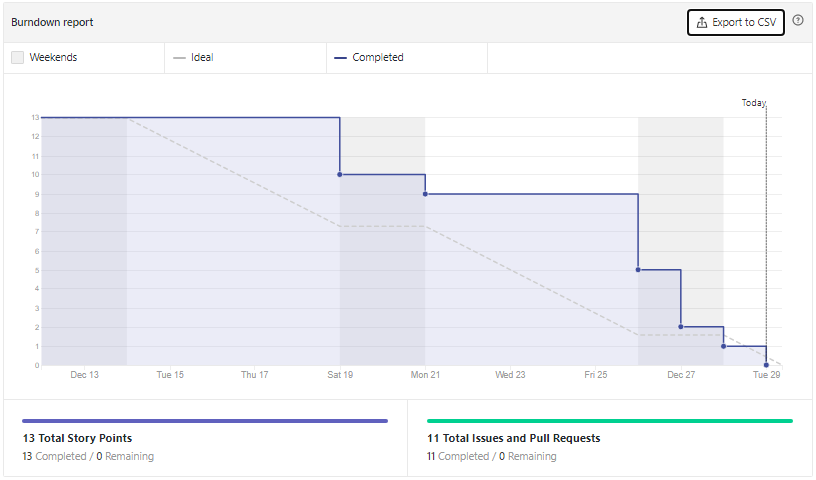 Burndown report
Export to CSV
Weekends
Ideal
Completed
Today
13
12
11
10
9
8
7
6
5
4
3
2
1
0
Dec 13 Tue 15 Thu 17 Sat 19 Mon 21 Wed 23 Fri 25 Dec 27 Tue 29
13 Total Story Points
13 Completed / 0 Remaining
11 Total Issues and Pull Requests
11 Completed / 0 Remaining